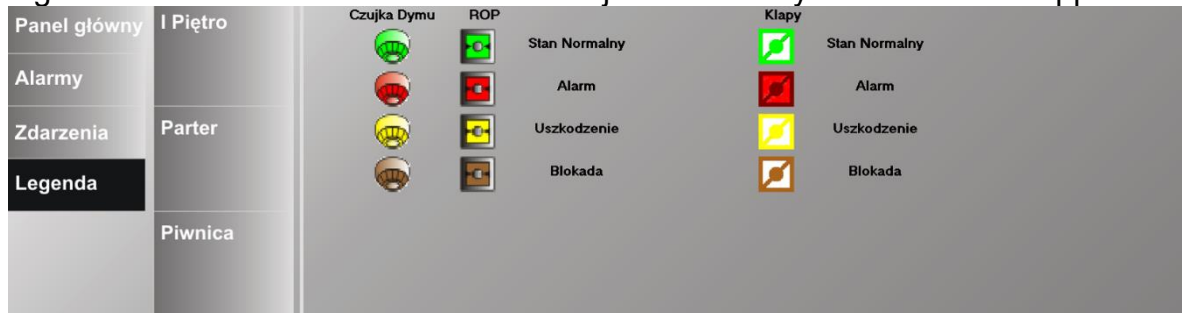 Panel główny
Alarmy
Zdarzenia
Legenda
I Piętro
Parter
Piwnica
Czujka Dymu ROP Klapy
Stan Normalny Stan Normalny
Alarm Alarm
Uszkodzenie Uszkodzenie
Blokada Blokada